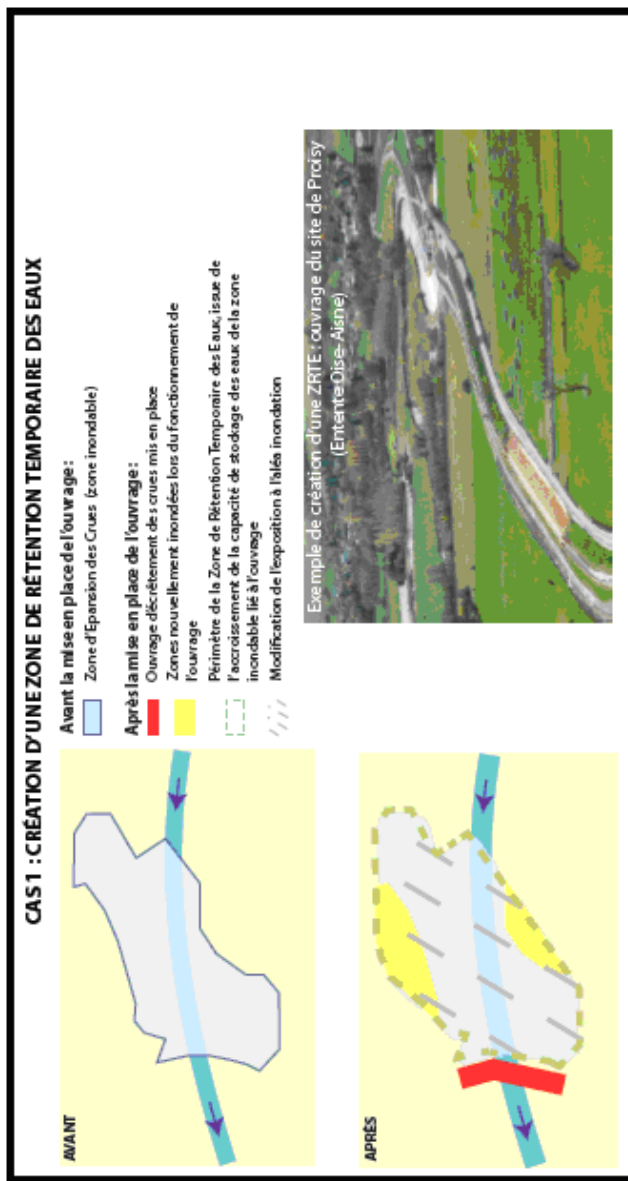 CAS 1 : CRÉATION D'UNE ZONE DE RÉTENTION TEMPORAIRE DES EAUX
AVANT
Avant la mise en place de l'ouvrage :
Zone d'Epansion des Crues (zone inondable)
Après la mise en place de l'ouvrage :
Ouvrage d'écrêtement des crues mis en place
Zones nouvellement inondées lors du fonctionnement de
l'ouvrage
Périmètre de la Zone de Rétention Temporaire des Eaux, issue de
l'accroissement de la capacité de stockage des eaux de la zone
inondable lié à l'ouvrage
Modification de l'exposition à l'aléa inondation
APRÈS
Exemple de création d'une ZRTE : ouvrage du site de Proisy
(Entente Oise-Aisne)